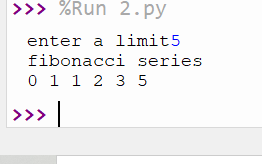 >>> %Run 2.py
enter a limit5
fibonacci series
0 1 1 2 3 5
>>>